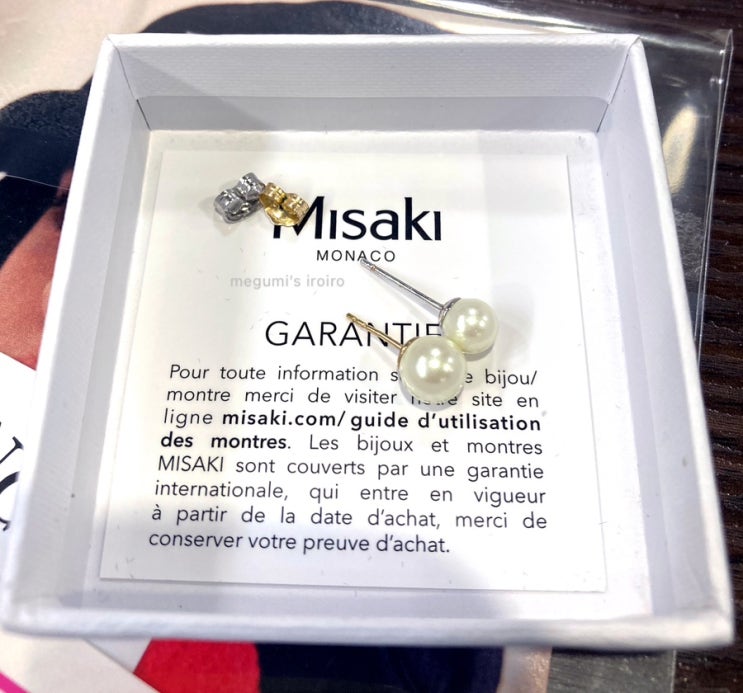 Misaki
MONACO
megumi's iroiro
GARANTIE
Pour toute information bijou/
montre merci de visiter site en
ligne misaki.com/guide d'utilisation
des montres. Les bijoux et montres
MISAKI sont couverts par une garantie
internationale, qui entre en vigueur
à partir de la date d'achat, merci de
conserver votre preuve d'achat.